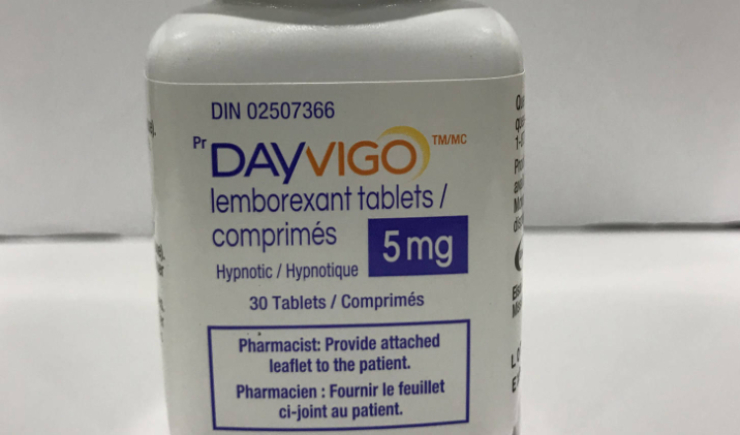 DIN 02507366
Pr DAYVIGO TM/MC
lemborexant tablets /
comprimés
5 mg
Hypnotic / Hypnotique
30 Tablets / Comprimés
Pharmacist: Provide attached
leaflet to the patient.
Pharmacien : Fournir le feuillet
ci-joint au patient.